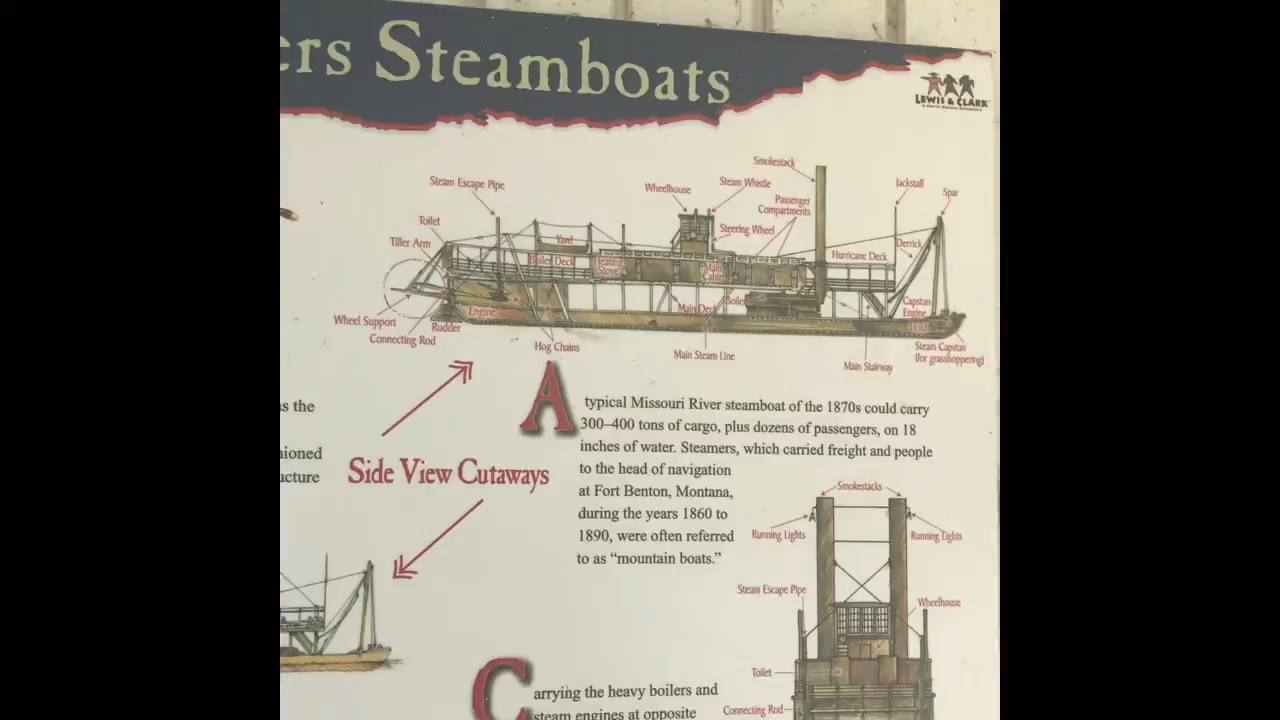 ers Steamboats
LEWIS & CLARK
Smokestack
Steam Escape Pipe
Wheelhouse
Steam Whistle
Jackstaff
Spar
Passenger
Compartments
Toilet
Steering Wheel
Tiller Arm
Yawl
Derrick
Boiler Deck
Heating
Stove
Main
Cabin
Hurricane Deck
Main Deck
Boiler
Capstan
Engine
Engine
Hold
Wheel Support
Rudder
Connecting Rod
Hog Chains
Main Steam Line
Steam Capstan
(for grasshoppering)
Main Stairway
as the
ioned
ucture
Side View Cutaways
A typical Missouri River steamboat of the 1870s could carry
300–400 tons of cargo, plus dozens of passengers, on 18
inches of water. Steamers, which carried freight and people
to the head of navigation
at Fort Benton, Montana,
during the years 1860 to
1890, were often referred
to as “mountain boats.”
Smokestacks
Running Lights
Running Lights
Steam Escape Pipe
Wheelhouse
Toilet
Connecting Rod
Carrying the heavy boilers and
steam engines at opposite